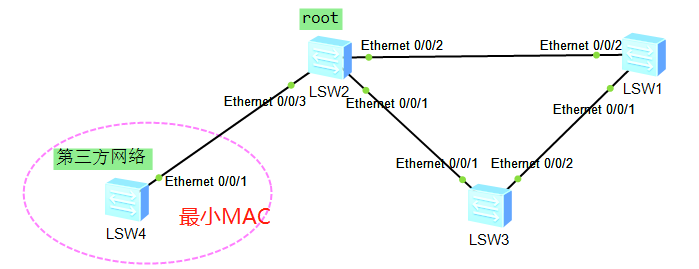 root
Ethernet 0/0/2
Ethernet 0/0/2
LSW2
LSW1
Ethernet 0/0/3
Ethernet 0/0/1
Ethernet 0/0/1
第三方网络
Ethernet 0/0/1
Ethernet 0/0/2
Ethernet 0/0/1
最小MAC
LSW4
LSW3